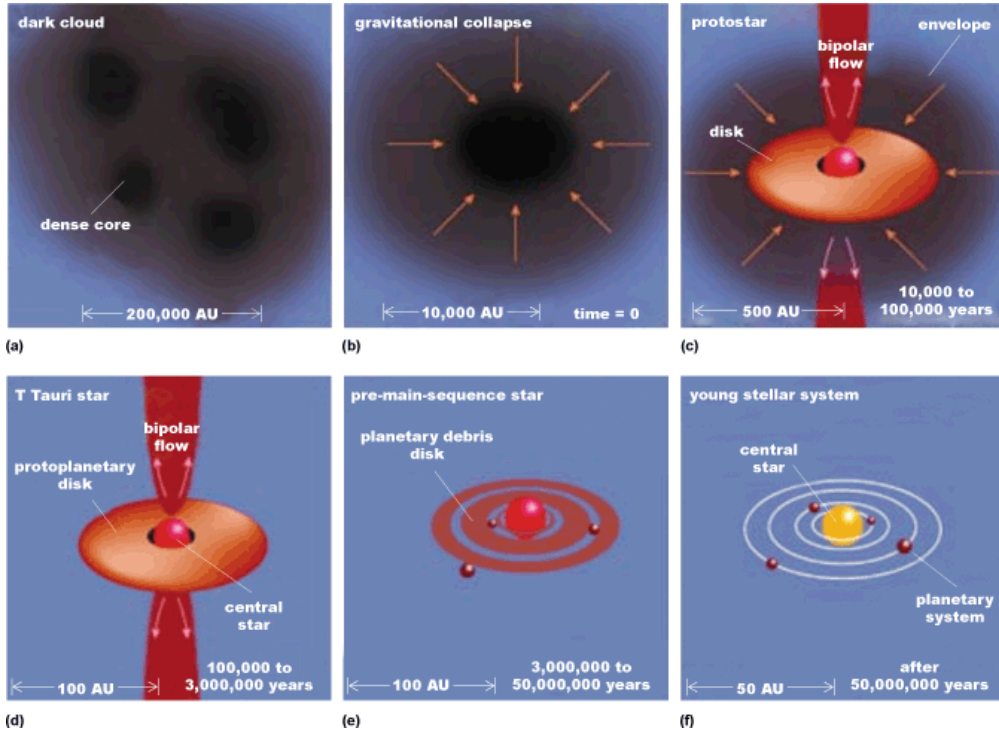 dark cloud
dense core
200,000 AU
(a)
gravitational collapse
10,000 AU
time = 0
(b)
protostar
envelope
bipolar
flow
disk
500 AU
10,000 to
100,000 years
(c)
T Tauri star
bipolar
flow
protoplanetary
disk
central
star
100 AU
100,000 to
3,000,000 years
(d)
pre-main-sequence star
planetary debris
disk
100 AU
3,000,000 to
50,000,000 years
(e)
young stellar system
central
star
planetary
system
50 AU
after
50,000,000 years
(f)